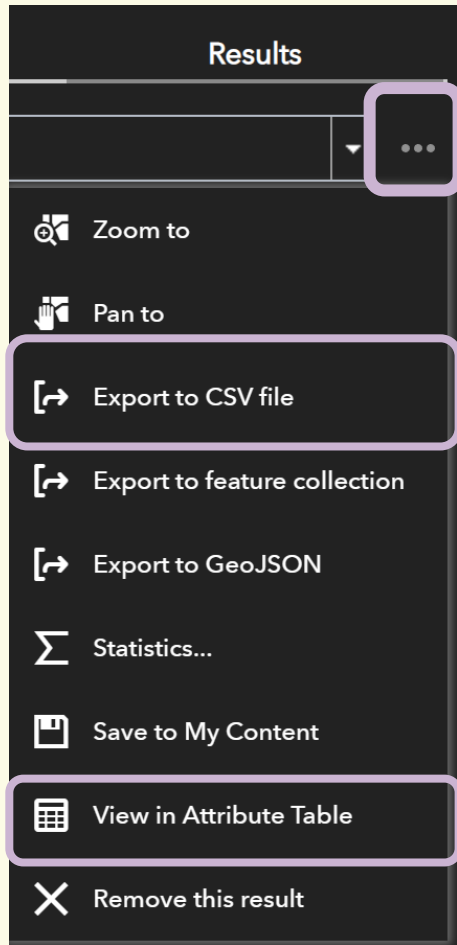 Results
Zoom to
Pan to
Export to CSV file
Export to feature collection
Export to GeoJSON
Statistics...
Save to My Content
View in Attribute Table
Remove this result